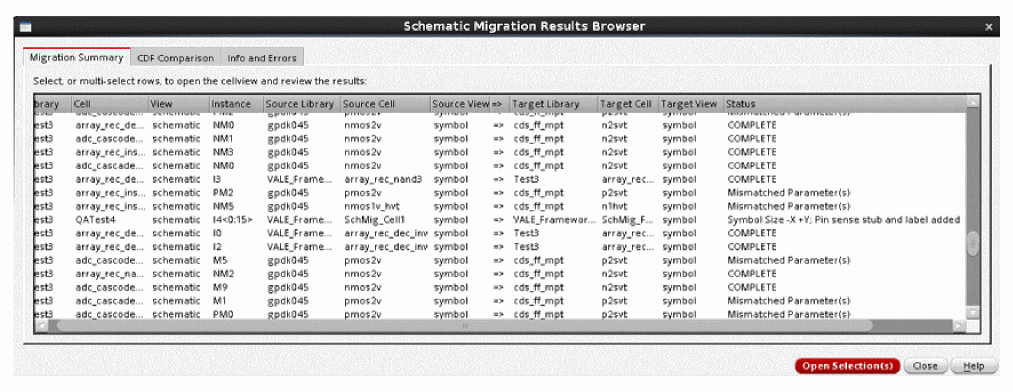 Schematic Migration Results Browser
Migration Summary CDF Comparison Info and Errors
Select, or multi-select rows, to open the cellview and review the results:
brary Cell View Instance Source Library Source Cell Source View => Target Library Target Cell Target View Status
est3 array_rec_de... schematic NM0 gpdk045 nmos2v symbol => cds_ff_mpt n2svt symbol COMPLETE
est3 adc_cascode... schematic NM1 gpdk045 nmos2v symbol => cds_ff_mpt n2svt symbol COMPLETE
est3 array_rec_ins... schematic NM3 gpdk045 nmos2v symbol => cds_ff_mpt n2svt symbol COMPLETE
est3 adc_cascade... schematic NM0 gpdk045 nmos2v symbol => cds_ff_mpt n2svt symbol COMPLETE
est3 array_rec_de... schematic I3 VALE_Frame... array_rec_nand3 symbol => Test3 array_rec... symbol COMPLETE
est3 array_rec_ins... schematic PM2 gpdk045 pmos2v symbol => cds_ff_mpt p2svt symbol Mismatched Parameter(s)
est3 array_rec_ins... schematic NM5 gpdk045 nmos1v_hvt symbol => cds_ff_mpt n1hvt symbol Mismatched Parameter(s)
est3 QATest4 schematic I4<0:15> VALE_Frame... SchMig_Cell1 symbol => VALE_Framewor... SchMig_F... symbol Symbol Size -X +Y; Pin sense stub and label added
est3 array_rec_de... schematic I0 VALE_Frame... array_rec_dec_inv symbol => Test3 array_rec... symbol COMPLETE
est3 array_rec_de... schematic I2 VALE_Frame... array_rec_dec_inv symbol => Test3 array_rec... symbol COMPLETE
est3 adc_cascode... schematic M5 gpdk045 pmos2v symbol => cds_ff_mpt p2svt symbol Mismatched Parameter(s)
est3 array_rec_na... schematic NM2 gpdk045 nmos2v symbol => cds_ff_mpt n2svt symbol COMPLETE
est3 adc_cascode... schematic M9 gpdk045 nmos2v symbol => cds_ff_mpt n2svt symbol COMPLETE
est3 adc_cascode... schematic M1 gpdk045 pmos2v symbol => cds_ff_mpt p2svt symbol Mismatched Parameter(s)
est3 adc_cascode... schematic PM0 gpdk045 pmos2v symbol => cds_ff_mpt p2svt symbol Mismatched Parameter(s)
Open Selection(s) Close Help